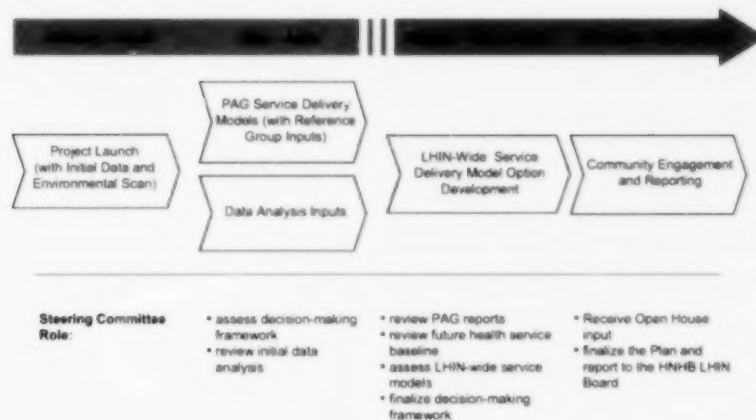 PAG Service Delivery
Models (with Reference
Group Inputs)
Project Launch
(with Initial Data and
Environmental Scan)
Data Analysis Inputs
LHIN-Wide Service
Delivery Model Option
Development
Community Engagement
and Reporting
Steering Committee
Role:
• assess decision-making
framework
• review initial data
analysis
• review PAG reports
• review future health service
baseline
• assess LHIN-wide service
models
• finalize decision-making
framework
• Receive Open House
input
• finalize the Plan and
report to the HNHB LHIN
Board